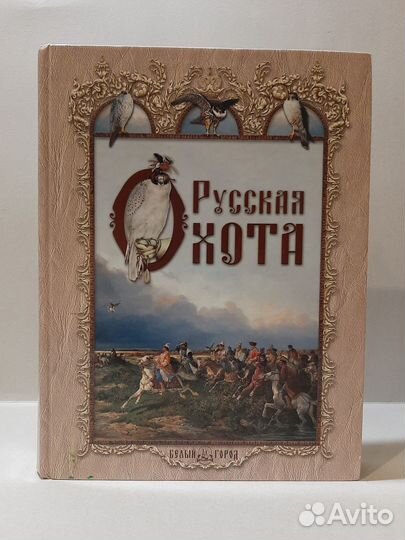 Русская
Охота
Белый Город
Avito